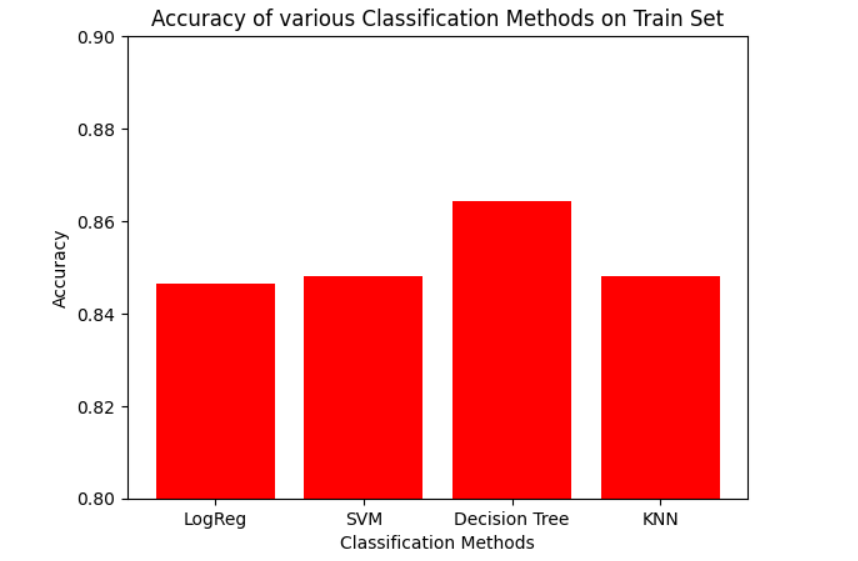 Accuracy of various Classification Methods on Train Set
0.90
0.88
0.86
0.84
0.82
0.80
Accuracy
LogReg SVM Decision Tree KNN
Classification Methods